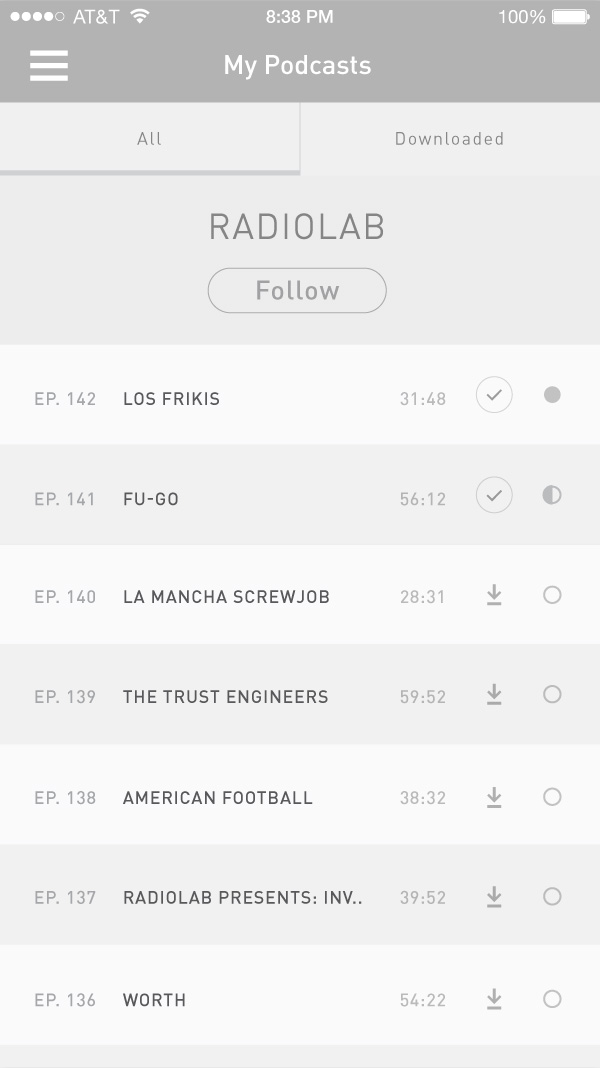 AT&T 8:38 PM 100%
My Podcasts
All Downloaded
RADIOLAB
Follow
EP. 142 LOS FRIKIS 31:48
EP. 141 FU-GO 56:12
EP. 140 LA MANCHA SCREWJOB 28:31
EP. 139 THE TRUST ENGINEERS 59:52
EP. 138 AMERICAN FOOTBALL 38:32
EP. 137 RADIOLAB PRESENTS: INV.. 39:52
EP. 136 WORTH 54:22